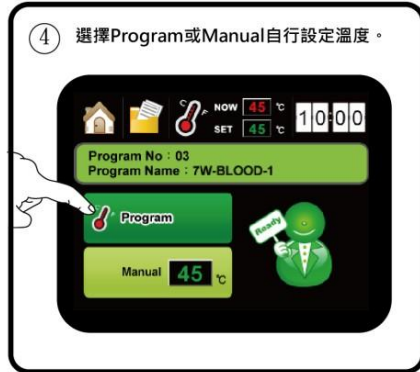 4 選擇Program或Manual自行設定溫度。
C F NOW 45 °C
SET 45 °C
10:00
Program No：03
Program Name：7W-BLOOD-1
Program
Ready
Manual 45 °C